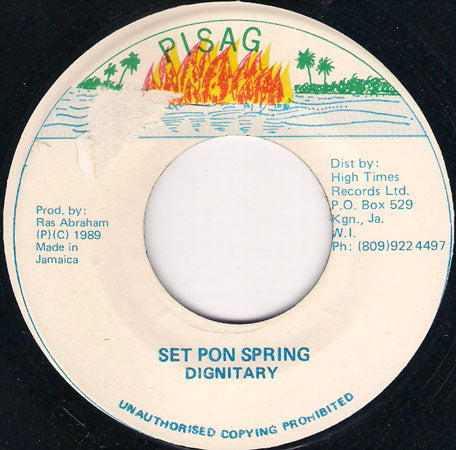 PISAG
Prod. by:
Ras Abraham
(P)(C) 1989
Made in
Jamaica
Dist by:
High Times
Records Ltd.
P.O. Box 529
Kgn., Ja.
W.I.
Ph: (809)922 4497
SET PON SPRING
DIGNITARY
UNAUTHORISED COPYING PROHIBITED